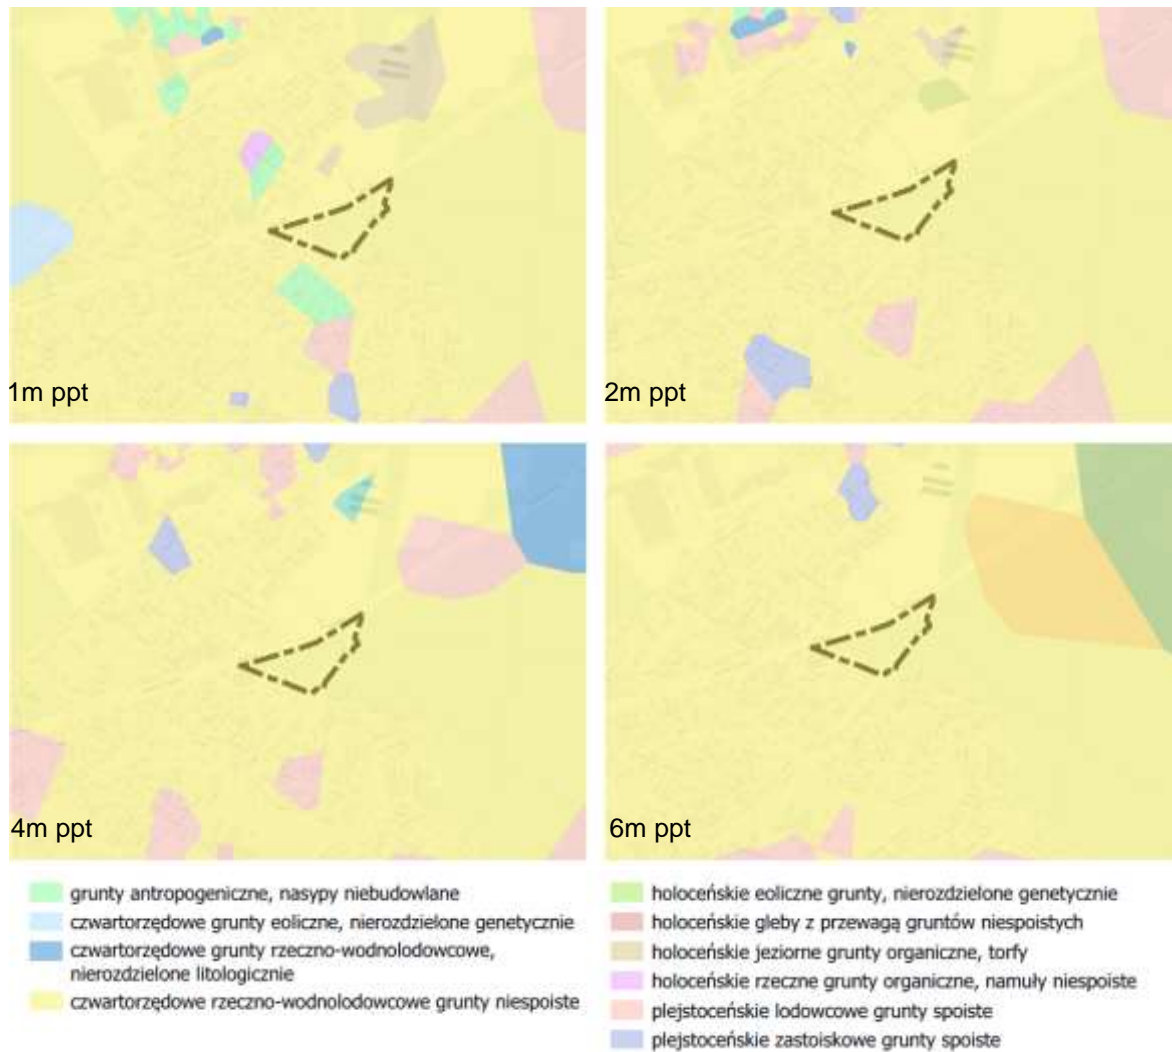 1m ppt
2m ppt
4m ppt
6m ppt
grunty antropogeniczne, nasypy niebudowlane
czwartorzędowe grunty eoliczne, nierozdzielone genetycznie
czwartorzędowe grunty rzeczno-wodnolodowcowe,
nierozdzielone litologicznie
czwartorzędowe rzeczno-wodnolodowcowe grunty niespoiste
holoceńskie eoliczne grunty, nierozdzielone genetycznie
holoceńskie gleby z przewagą gruntów niespoistych
holoceńskie jeziorne grunty organiczne, torfy
holoceńskie rzeczne grunty organiczne, namuły niespoiste
plejstoceńskie lodowcowe grunty spoiste
plejstoceńskie zastoiskowe grunty spoiste